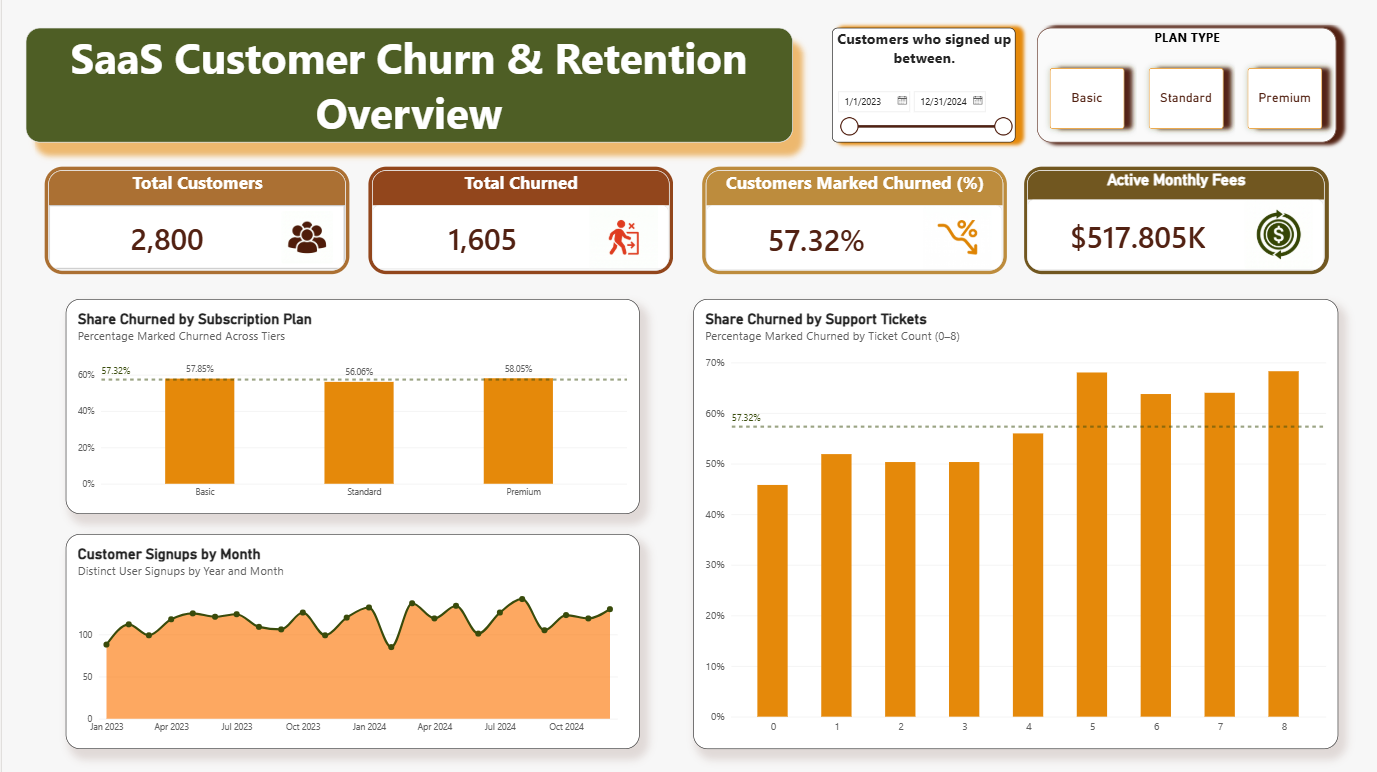 SaaS Customer Churn & Retention
Overview
Customers who signed up
between.
1/1/2023
12/31/2024
PLAN TYPE
Basic
Standard
Premium
Total Customers
2,800
Total Churned
1,605
Customers Marked Churned (%)
57.32%
%
Active Monthly Fees
$517.805K
$
Share Churned by Subscription Plan
Percentage Marked Churned Across Tiers
60%
40%
20%
0%
57.32%
57.85%
56.06%
58.05%
Basic
Standard
Premium
Customer Signups by Month
Distinct User Signups by Year and Month
100
50
0
Jan 2023
Apr 2023
Jul 2023
Oct 2023
Jan 2024
Apr 2024
Jul 2024
Oct 2024
Share Churned by Support Tickets
Percentage Marked Churned by Ticket Count (0–8)
70%
60%
50%
40%
30%
20%
10%
0%
57.32%
0
1
2
3
4
5
6
7
8